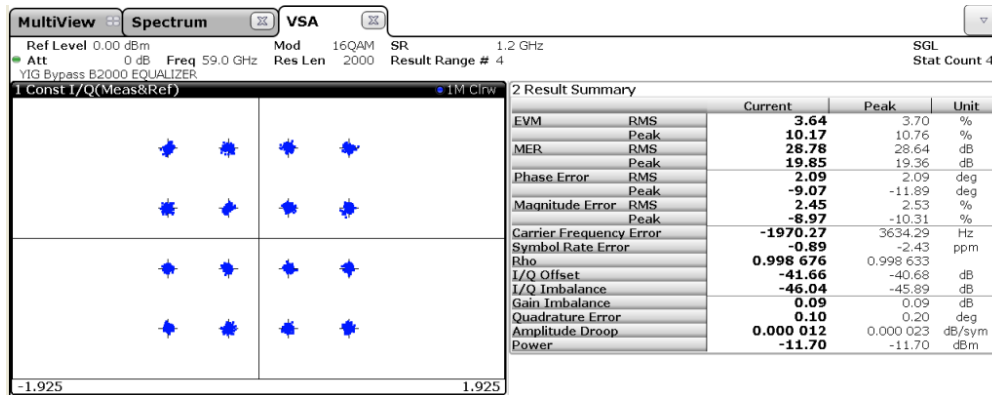 MultiView Spectrum VSA
Ref Level 0.00 dBm Mod 16QAM SR 1.2 GHz SGL
Att 0 dB Freq 59.0 GHz Res Len 2000 Result Range # 4 Stat Count 4
YIG Bypass B2000 EQUALIZER
1 Const I/Q(Meas&Ref) 1M Clrw 2 Result Summary
Current Peak Unit
EVM RMS 3.64 3.70 %
Peak 10.17 10.76 %
MER RMS 28.78 28.64 dB
Peak 19.85 19.36 dB
Phase Error RMS 2.09 2.09 deg
Peak -9.07 -11.89 deg
Magnitude Error RMS 2.45 2.53 %
Peak -8.97 -10.31 %
Carrier Frequency Error -1970.27 3634.29 Hz
Symbol Rate Error -0.89 -2.43 ppm
Rho 0.998 676 0.998 633
I/Q Offset -41.66 -40.68 dB
I/Q Imbalance -46.04 -45.89 dB
Gain Imbalance 0.09 0.09 dB
Quadrature Error 0.10 0.20 deg
Amplitude Droop 0.000 012 0.000 023 dB/sym
Power -11.70 -11.70 dBm
-1.925 1.925